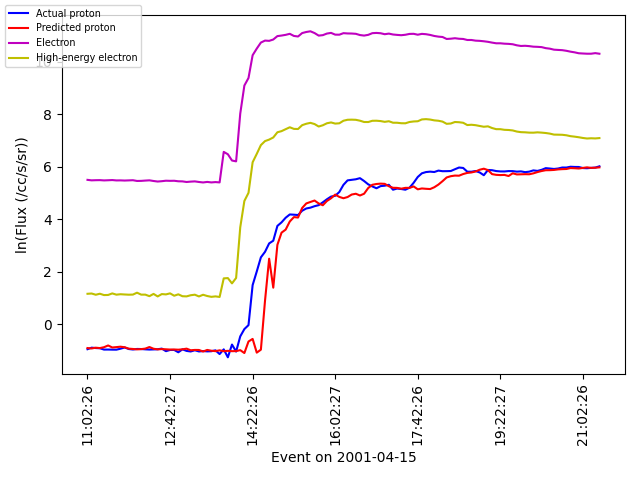 Actual proton
Predicted proton
Electron
High-energy electron
10
8
6
4
2
0
ln(Flux (/cc/s/sr))
11:02:26
12:42:27
14:22:26
16:02:27
17:42:26
19:22:27
21:02:26
Event on 2001-04-15